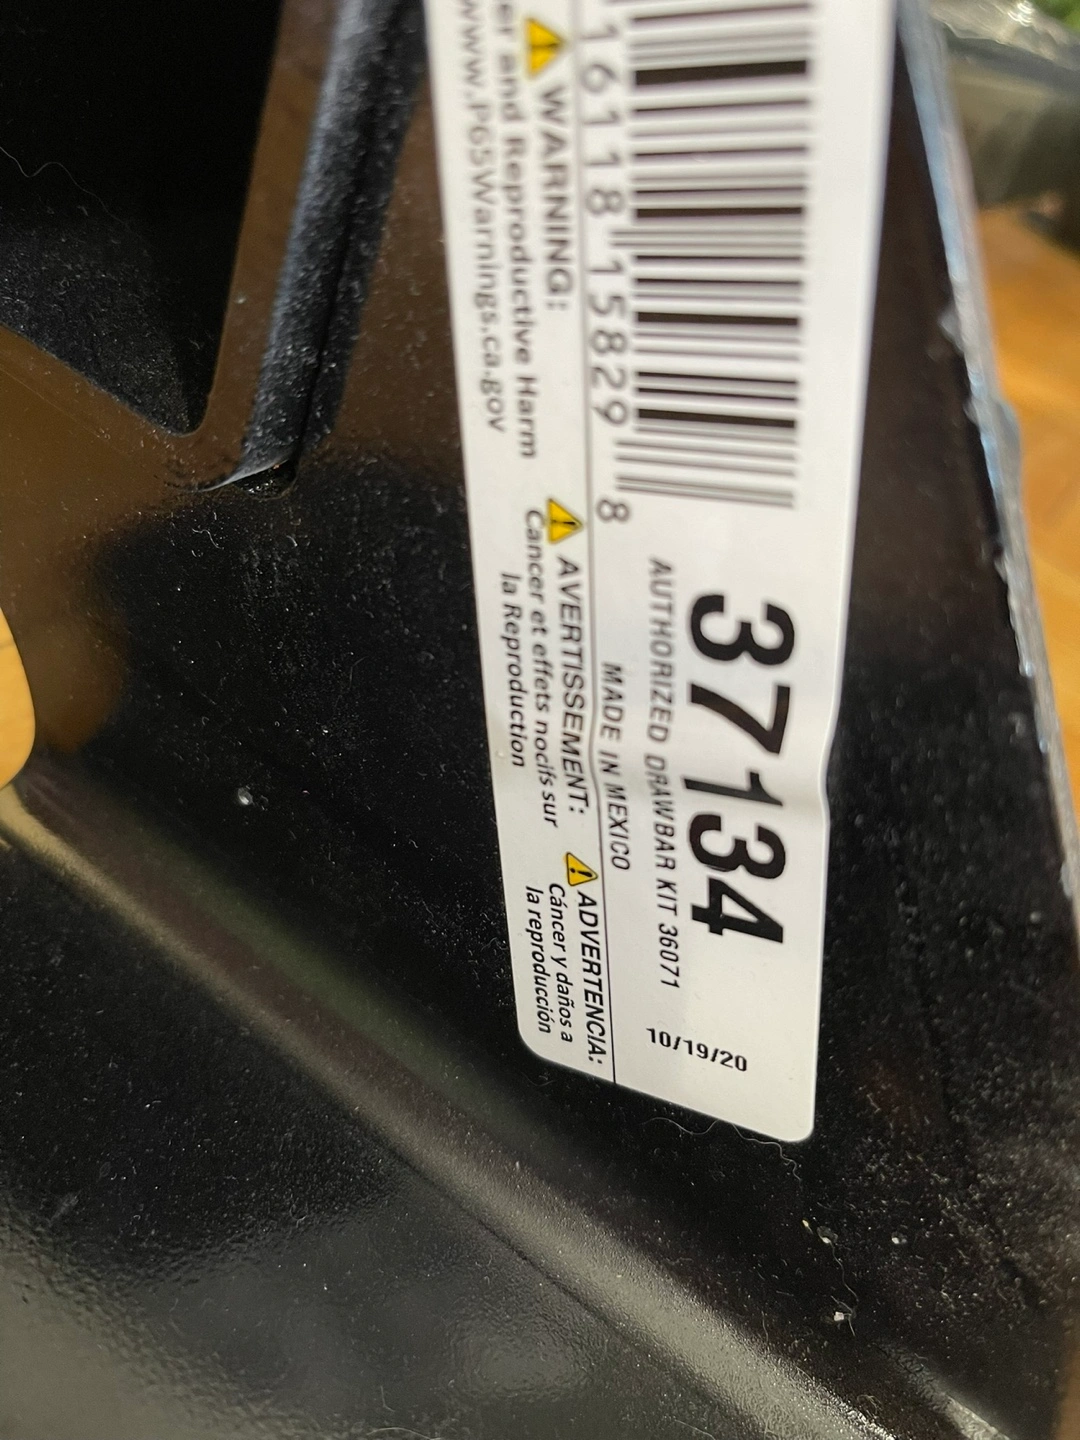 37134
AUTHORIZED DRAWBAR KIT 36071
10/19/20
MADE IN MEXICO
16118 15829 8
WARNING:
and Reproductive Harm
www.P65Warnings.ca.gov
AVERTISSEMENT:
Cancer et effets nocifs sur
la Reproduction
ADVERTENCIA:
Cáncer y daños a
la reproducción